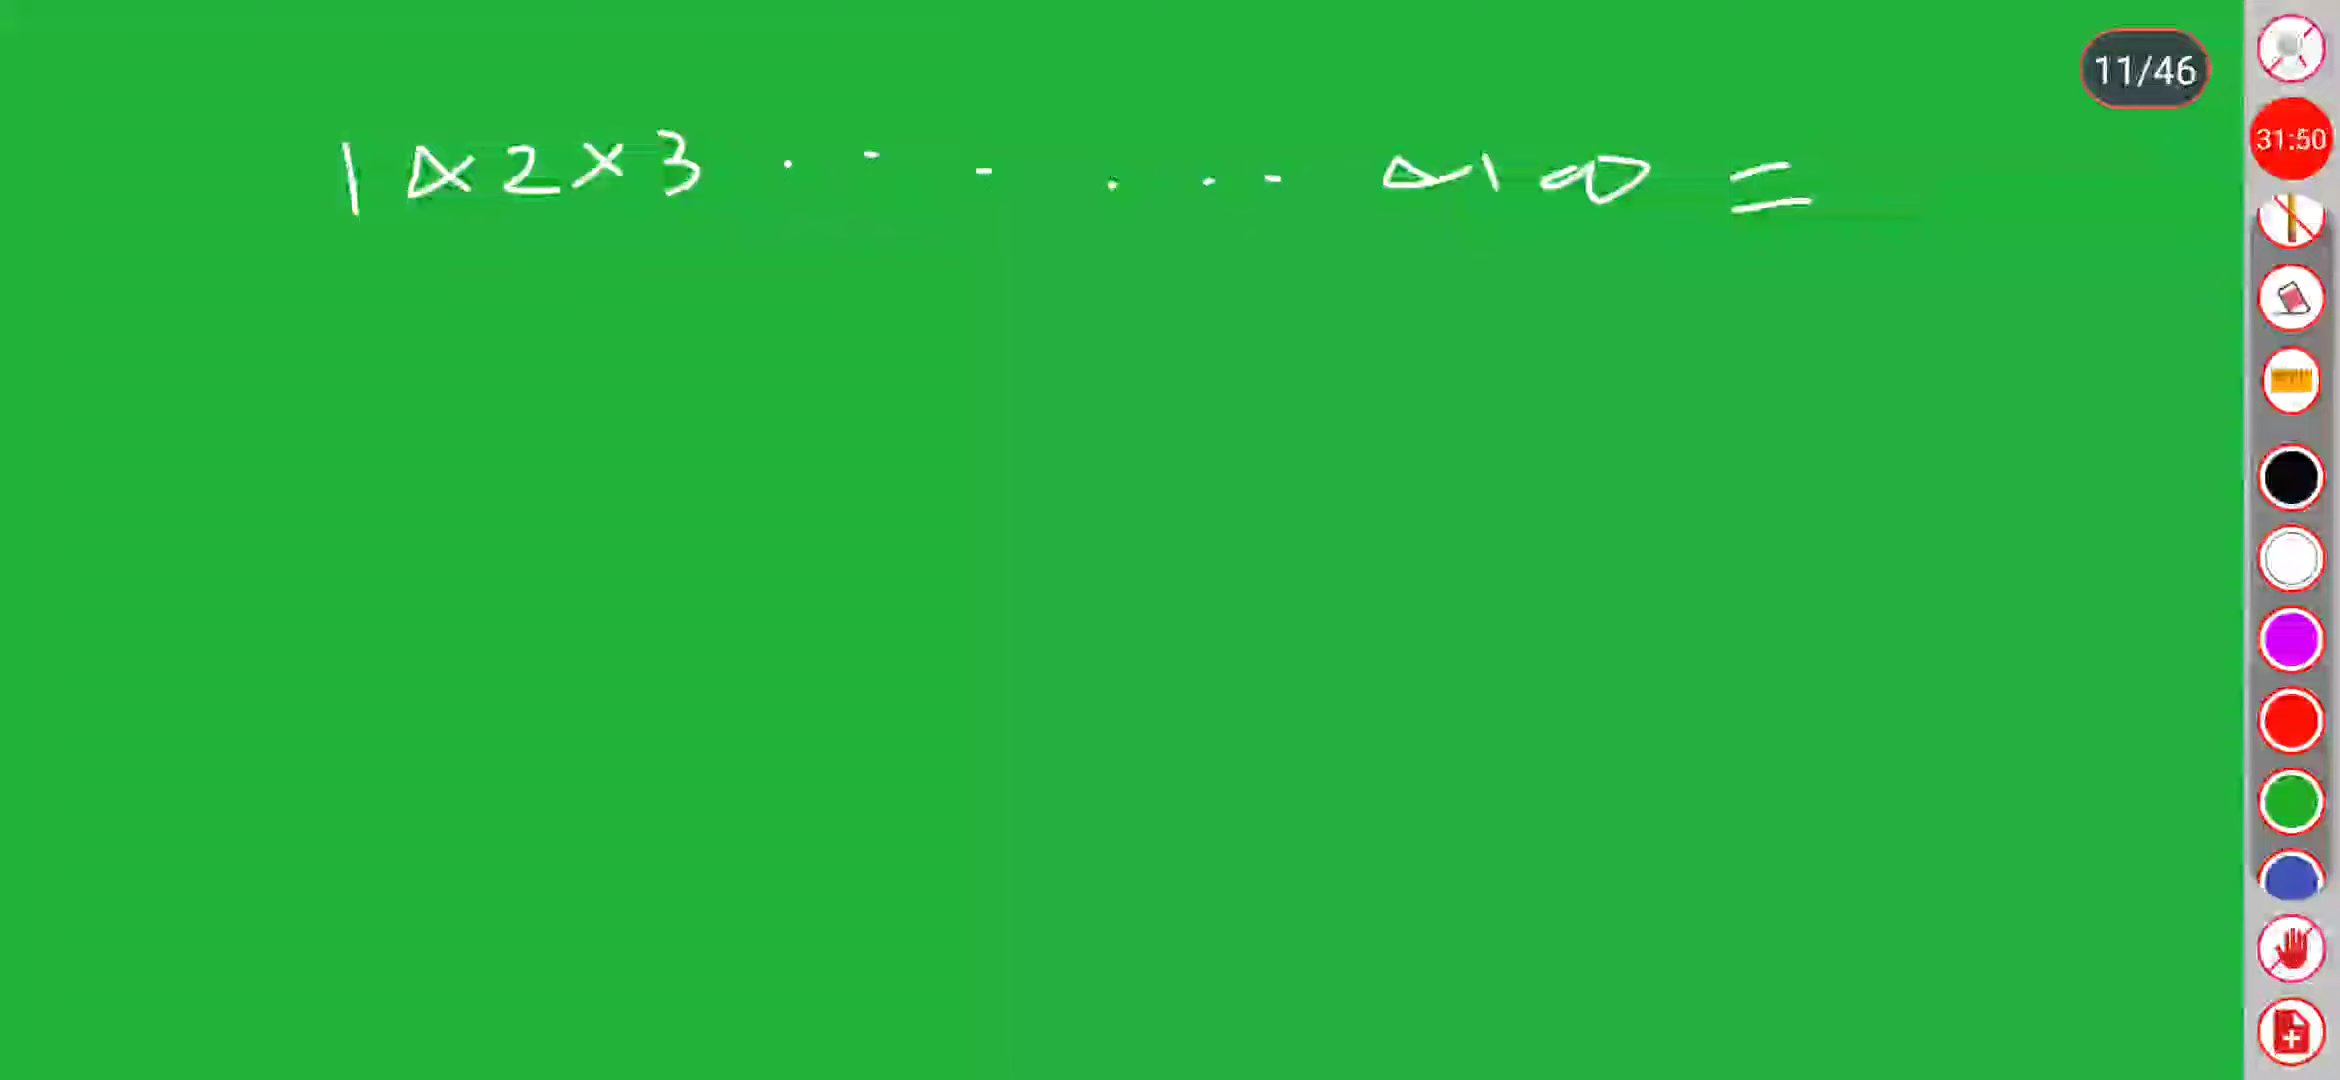 1 × 2 × 3 . - - . . . - × 100 =
11/46
31:50